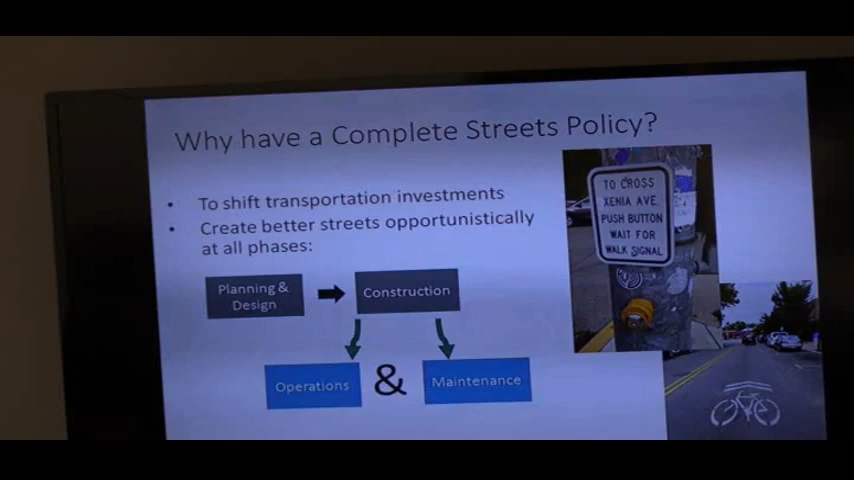 Why have a Complete Streets Policy?
• To shift transportation investments
• Create better streets opportunistically
at all phases:
Planning &
Design
Construction
Operations
&
Maintenance
TO CROSS
XENIA AVE.
PUSH BUTTON
WAIT FOR
WALK SIGNAL